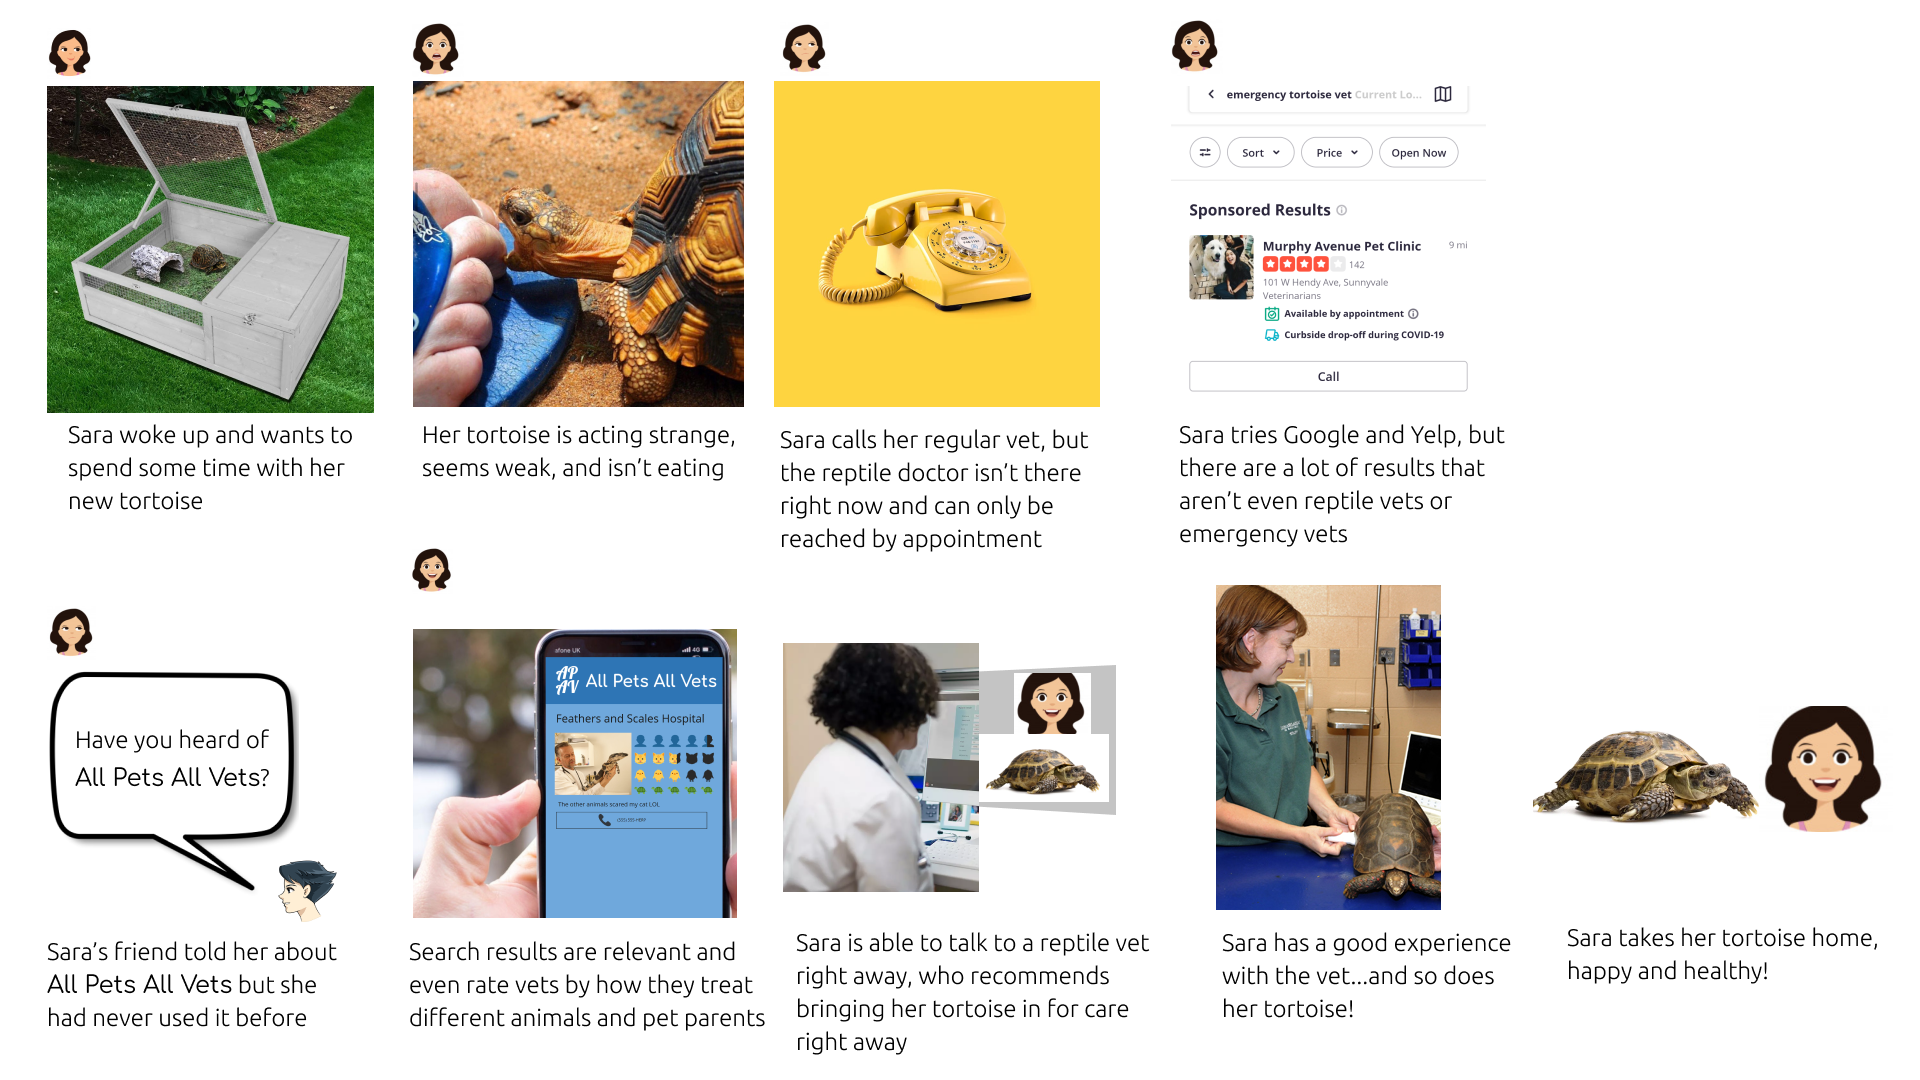 emergency tortoise vet Current Lo...
Sort
Price
Open Now
Sponsored Results
Murphy Avenue Pet Clinic
9 mi
142
101 W Hendy Ave, Sunnyvale
Veterinarians
Available by appointment
Curbside drop-off during COVID-19
Call
Sara woke up and wants to
spend some time with her
new tortoise
Her tortoise is acting strange,
seems weak, and isn't eating
Sara calls her regular vet, but
the reptile doctor isn't there
right now and can only be
reached by appointment
Sara tries Google and Yelp, but
there are a lot of results that
aren't even reptile vets or
emergency vets
Have you heard of
All Pets All Vets?
afone UK
4G
AP
AV
All Pets All Vets
Feathers and Scales Hospital
The other animals scared my cat LOL
Sara's friend told her about
All Pets All Vets but she
had never used it before
Search results are relevant and
even rate vets by how they treat
different animals and pet parents
Sara is able to talk to a reptile vet
right away, who recommends
bringing her tortoise in for care
right away
Sara has a good experience
with the vet...and so does
her tortoise!
Sara takes her tortoise home,
happy and healthy!